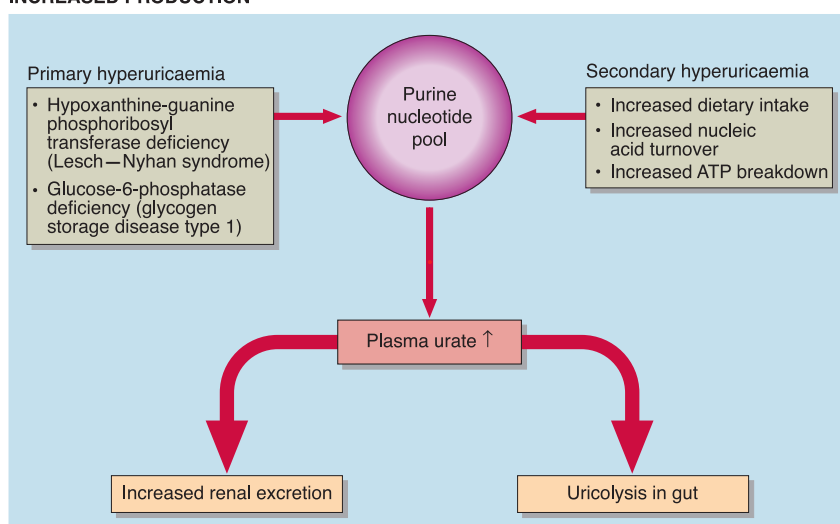 INCREASED PRODUCTION
Primary hyperuricaemia
• Hypoxanthine-guanine
phosphoribosyl
transferase deficiency
(Lesch—Nyhan syndrome)
• Glucose-6-phosphatase
deficiency (glycogen
storage disease type 1)
Purine
nucleotide
pool
Secondary hyperuricaemia
• Increased dietary intake
• Increased nucleic
acid turnover
• Increased ATP breakdown
Plasma urate ↑
Increased renal excretion
Uricolysis in gut